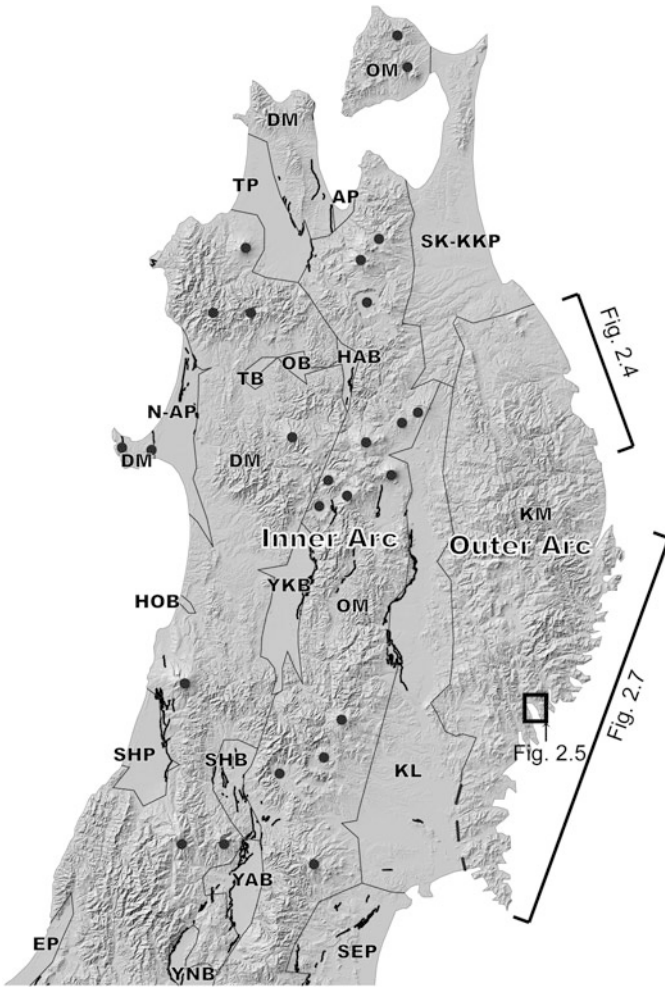 OM
DM
TP
AP
SK-KKP
Fig. 2.4
HAB
OB
TB
N-AP
DM
DM
KM
Inner Arc
Outer Arc
YKB
HOB
OM
Fig. 2.7
Fig. 2.5
SHP
SHB
KL
YAB
EP
YNB
SEP